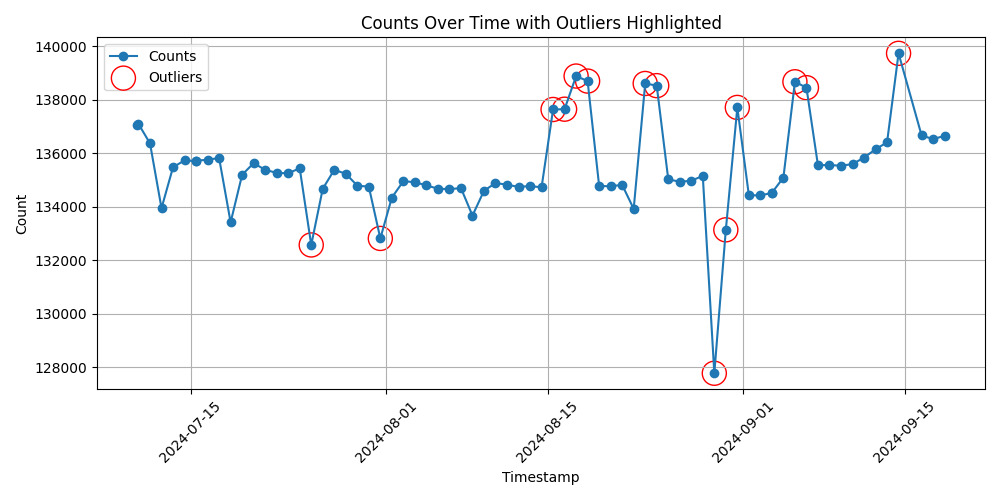 Counts Over Time with Outliers Highlighted
Counts
Outliers
Count
140000
138000
136000
134000
132000
130000
128000
2024-07-15
2024-08-01
2024-08-15
2024-09-01
2024-09-15
Timestamp